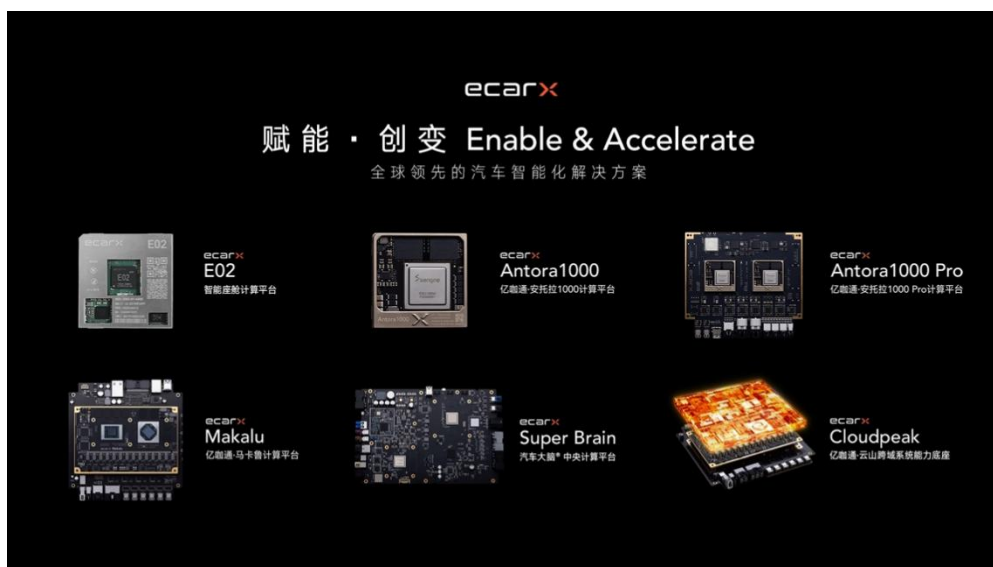 ecarx
赋能·创变 Enable & Accelerate
全球领先的汽车智能化解决方案
ecarx
E02
E02
ecarx
E02
智能座舱计算平台
Antora1000
ecarx
Antora1000
亿咖通·安托拉1000计算平台
ecarx
Antora1000 Pro
亿咖通·安托拉1000 Pro计算平台
ecarx
Makalu
亿咖通·马卡鲁计算平台
ecarx
Super Brain
汽车大脑® 中央计算平台
ecarx
Cloudpeak
亿咖通·云山跨域系统能力底座